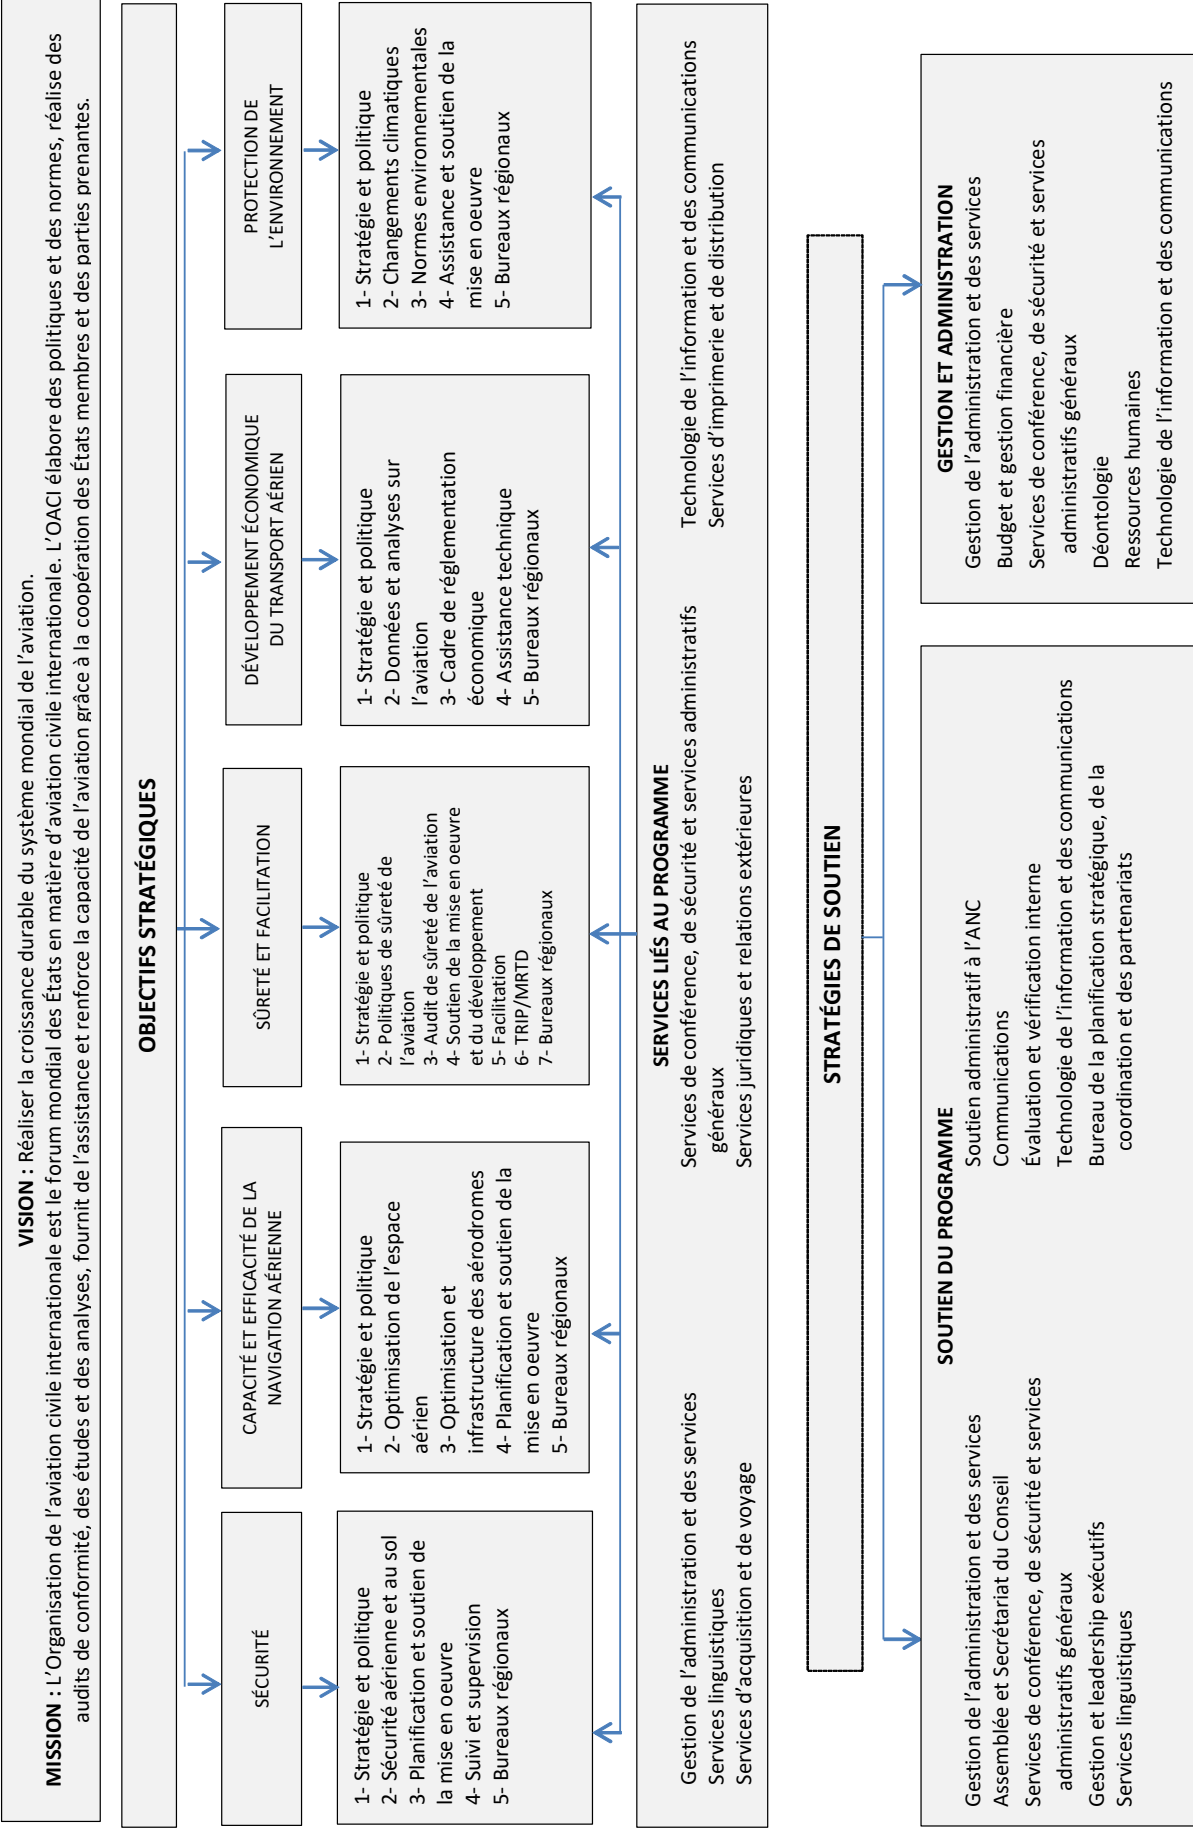 VISION : Réaliser la croissance durable du système mondial de l'aviation.
MISSION : L'Organisation de l'aviation civile internationale est le forum mondial des États en matière d'aviation civile internationale. L'OACI élabore des politiques et des normes, réalise des
audits de conformité, des études et des analyses, fournit de l'assistance et renforce la capacité de l'aviation grâce à la coopération des États membres et des parties prenantes.
OBJECTIFS STRATÉGIQUES
SÉCURITÉ
1- Stratégie et politique
2- Sécurité aérienne et au sol
3- Planification et soutien de
la mise en oeuvre
4- Suivi et supervision
5- Bureaux régionaux
CAPACITÉ ET EFFICACITÉ DE LA
NAVIGATION AÉRIENNE
1- Stratégie et politique
2- Optimisation de l'espace
aérien
3- Optimisation et
infrastructure des aérodromes
4- Planification et soutien de la
mise en oeuvre
5- Bureaux régionaux
SÛRETÉ ET FACILITATION
1- Stratégie et politique
2- Politiques de sûreté de
l'aviation
3- Audit de sûreté de l'aviation
4- Soutien de la mise en oeuvre
et du développement
5- Facilitation
6- TRIP/MRTD
7- Bureaux régionaux
DÉVELOPPEMENT ÉCONOMIQUE
DU TRANSPORT AÉRIEN
1- Stratégie et politique
2- Données et analyses sur
l'aviation
3- Cadre de réglementation
économique
4- Assistance technique
5- Bureaux régionaux
PROTECTION DE
L'ENVIRONNEMENT
1- Stratégie et politique
2- Changements climatiques
3- Normes environnementales
4- Assistance et soutien de la
mise en oeuvre
5- Bureaux régionaux
SERVICES LIÉS AU PROGRAMME
Gestion de l'administration et des services
Services linguistiques
Services d'acquisition et de voyage
Services de conférence, de sécurité et services administratifs
généraux
Services juridiques et relations extérieures
Technologie de l'information et des communications
Services d'imprimerie et de distribution
STRATÉGIES DE SOUTIEN
SOUTIEN DU PROGRAMME
Gestion de l'administration et des services
Assemblée et Secrétariat du Conseil
Services de conférence, de sécurité et services
administratifs généraux
Gestion et leadership exécutifs
Services linguistiques
Soutien administratif à l'ANC
Communications
Évaluation et vérification interne
Technologie de l'information et des communications
Bureau de la planification stratégique, de la
coordination et des partenariats
GESTION ET ADMINISTRATION
Gestion de l'administration et des services
Budget et gestion financière
Services de conférence, de sécurité et services
administratifs généraux
Déontologie
Ressources humaines
Technologie de l'information et des communications